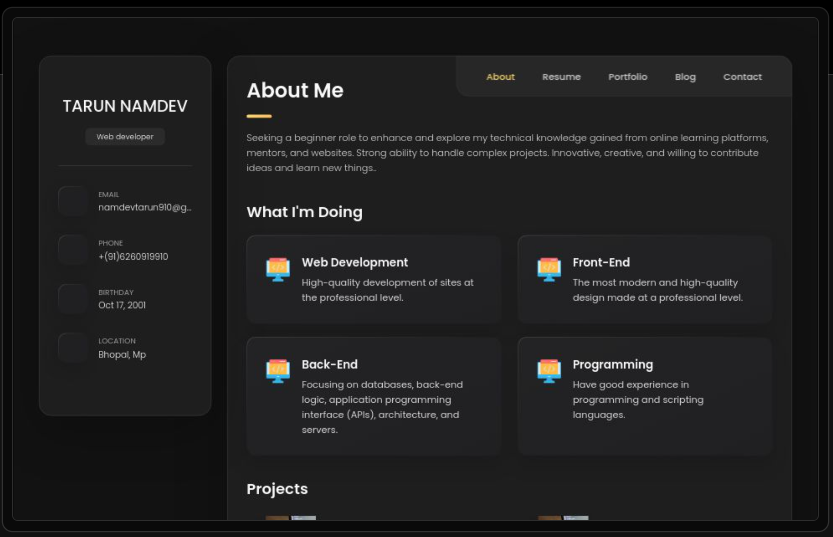 TARUN NAMDEV
Web developer
EMAIL
namdevtarun910@g...
PHONE
+(91)6260919910
BIRTHDAY
Oct 17, 2001
LOCATION
Bhopal, Mp
About
Resume
Portfolio
Blog
Contact
About Me
Seeking a beginner role to enhance and explore my technical knowledge gained from online learning platforms,
mentors, and websites. Strong ability to handle complex projects. Innovative, creative, and willing to contribute
ideas and learn new things..
What I'm Doing
Web Development
High-quality development of sites at
the professional level.
Front-End
The most modern and high-quality
design made at a professional level.
Back-End
Focusing on databases, back-end
logic, application programming
interface (APIs), architecture, and
servers.
Programming
Have good experience in
programming and scripting
languages.
Projects